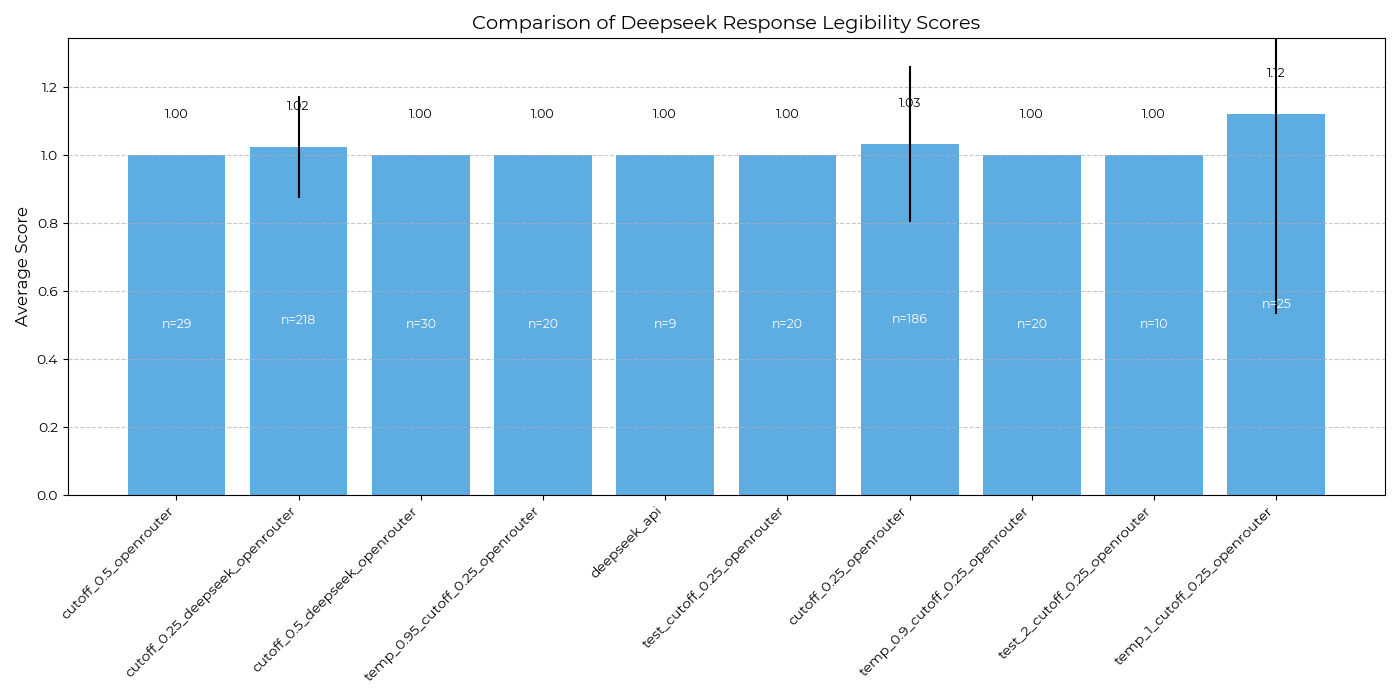 Comparison of Deepseek Response Legibility Scores
Average Score
1.2
1.0
0.8
0.6
0.4
0.2
0.0
1.00
1.02
1.00
1.00
1.00
1.00
1.03
1.00
1.00
1.12
n=29
n=218
n=30
n=20
n=9
n=20
n=186
n=20
n=10
n=25
cutoff_0.5_openrouter
cutoff_0.25_deepseek_openrouter
cutoff_0.5_deepseek_openrouter
temp_0.95_cutoff_0.25_openrouter
deepseek_api
test_cutoff_0.25_openrouter
cutoff_0.25_openrouter
temp_0.9_cutoff_0.25_openrouter
test_2_cutoff_0.25_openrouter
temp_1_cutoff_0.25_openrouter